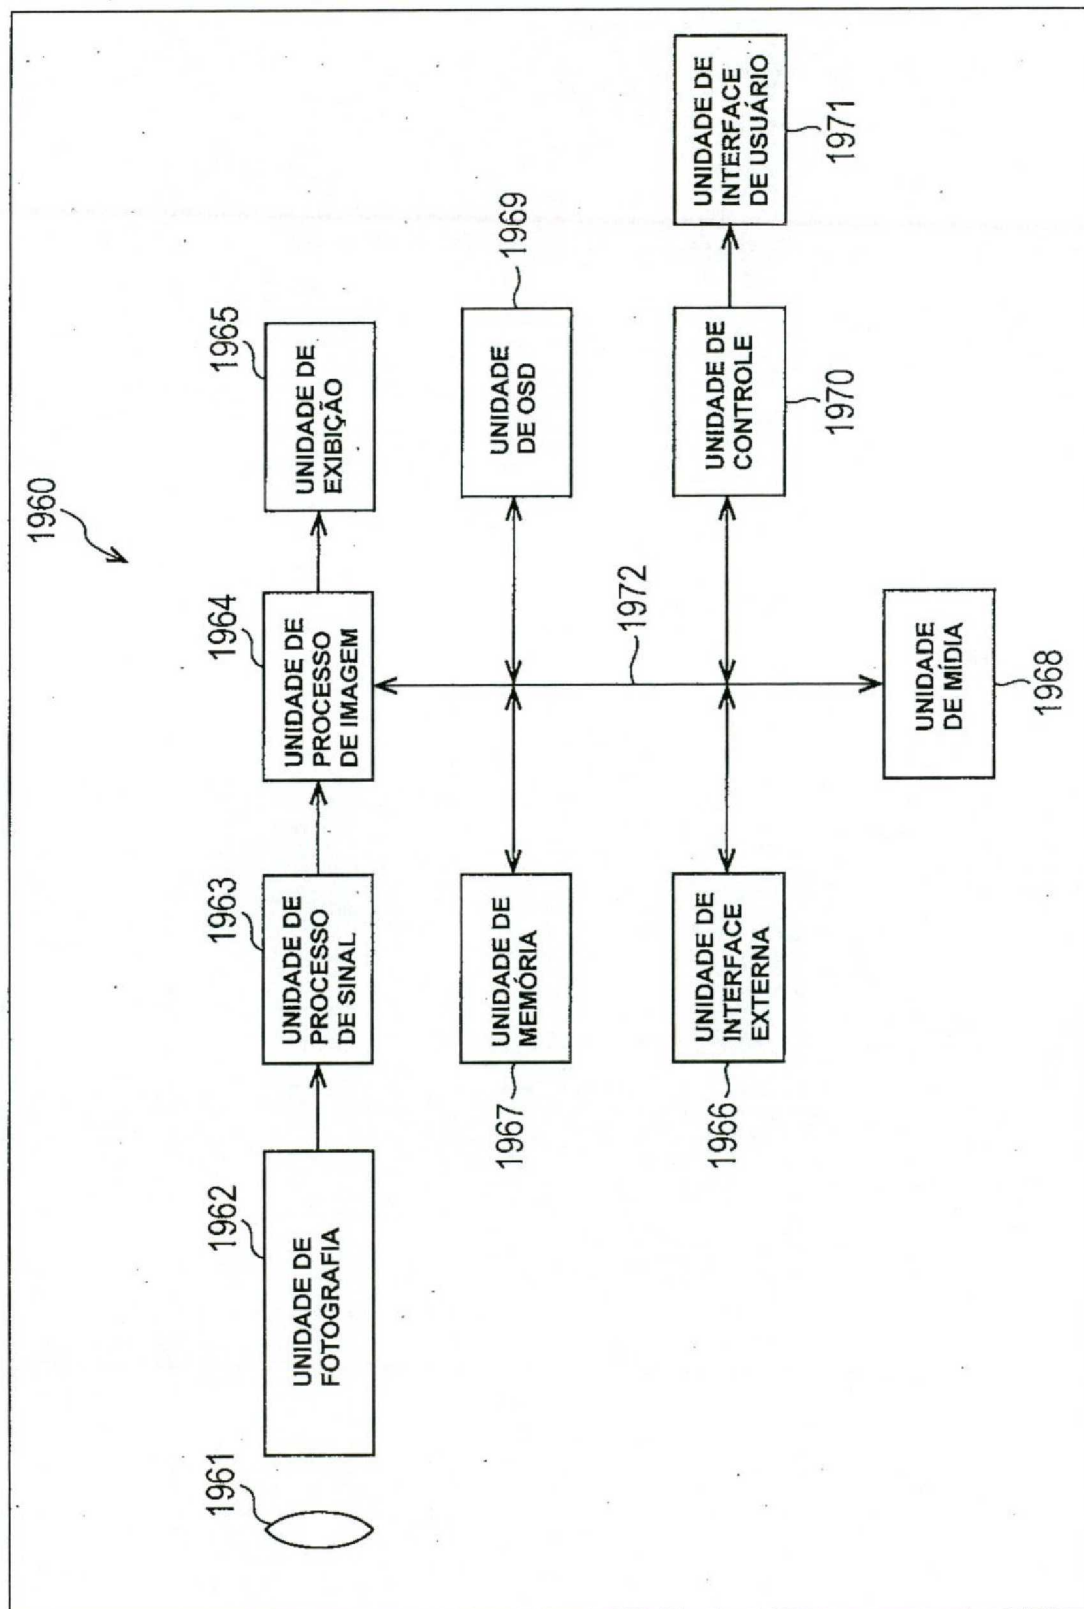 1960
1961
1962
UNIDADE DE
FOTOGRAFIA
1963
UNIDADE DE
PROCESSO
DE SINAL
1964
UNIDADE DE
PROCESSO
DE IMAGEM
1965
UNIDADE DE
EXIBIÇÃO
1967
UNIDADE DE
MEMÓRIA
1969
UNIDADE
DE OSD
1972
1966
UNIDADE DE
INTERFACE
EXTERNA
1970
UNIDADE DE
CONTROLE
1971
UNIDADE DE
INTERFACE
DE USUÁRIO
1968
UNIDADE
DE MÍDIA